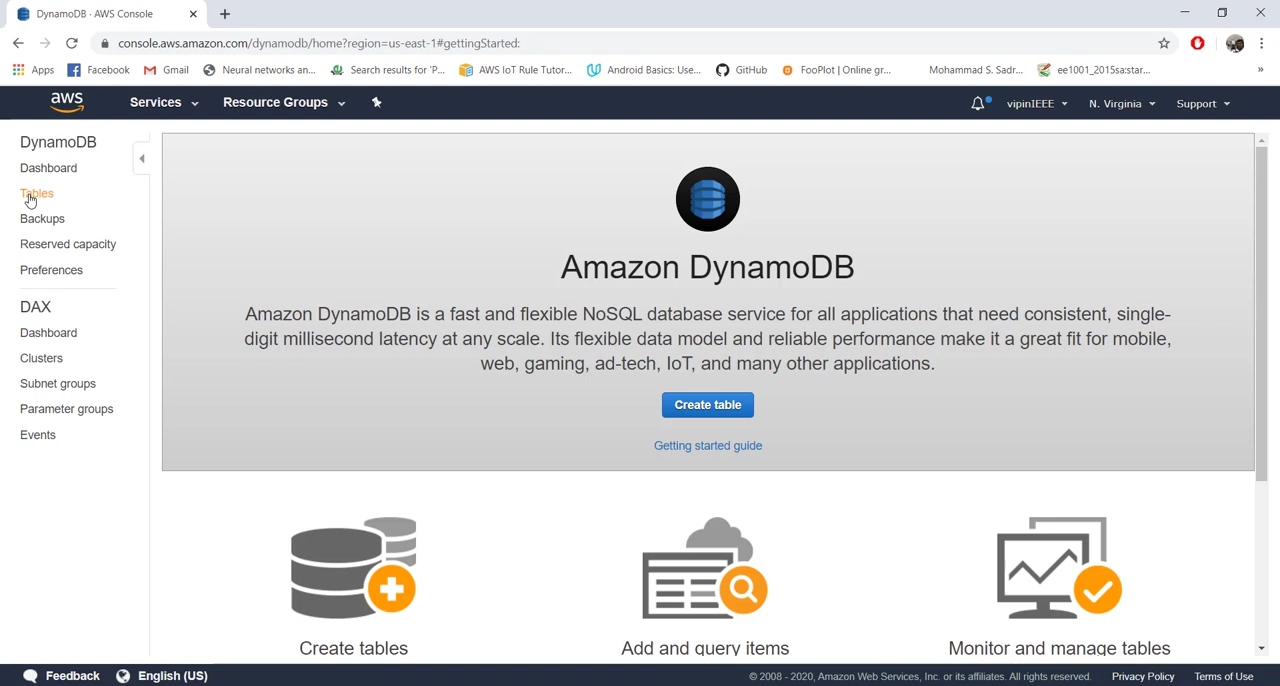 DynamoDB · AWS Console
console.aws.amazon.com/dynamodb/home?region=us-east-1#gettingStarted:
Apps Facebook Gmail Neural networks an... Search results for 'P... AWS IoT Rule Tutor... Android Basics: Use... GitHub FooPlot | Online gr... Mohammad S. Sadr... ee1001_2015sa:star... »
aws Services Resource Groups vipinIEEE N. Virginia Support
DynamoDB
Dashboard
Tables
Backups
Reserved capacity
Preferences
DAX
Dashboard
Clusters
Subnet groups
Parameter groups
Events
Amazon DynamoDB
Amazon DynamoDB is a fast and flexible NoSQL database service for all applications that need consistent, single-
digit millisecond latency at any scale. Its flexible data model and reliable performance make it a great fit for mobile,
web, gaming, ad-tech, IoT, and many other applications.
Create table
Getting started guide
Create tables
Add and query items
Monitor and manage tables
Feedback English (US) © 2008 - 2020, Amazon Web Services, Inc. or its affiliates. All rights reserved. Privacy Policy Terms of Use